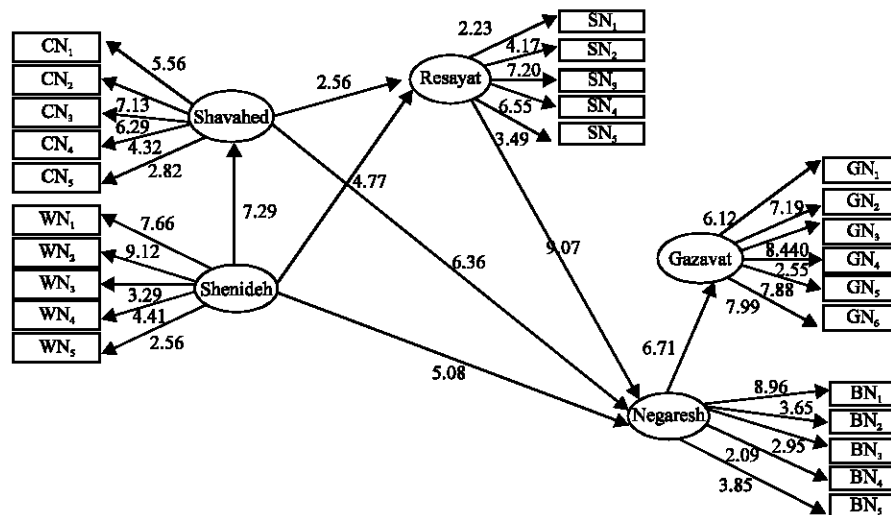 CN₁
CN₂
CN₃
CN₄
CN₅
5.56
7.13
6.29
4.32
2.82
Shavahed
2.56
Resayat
2.23
4.17
7.20
6.55
3.49
SN₁
SN₂
SN₃
SN₄
SN₅
WN₁
WN₂
WN₃
WN₄
WN₅
7.66
9.12
3.29
4.41
2.56
7.29
Shenideh
4.77
6.36
9.07
5.08
Gazavat
6.12
7.19
8.440
2.55
7.88
7.99
GN₁
GN₂
GN₃
GN₄
GN₅
GN₆
6.71
Negaresh
8.96
3.65
2.95
2.09
3.85
BN₁
BN₂
BN₃
BN₄
BN₅